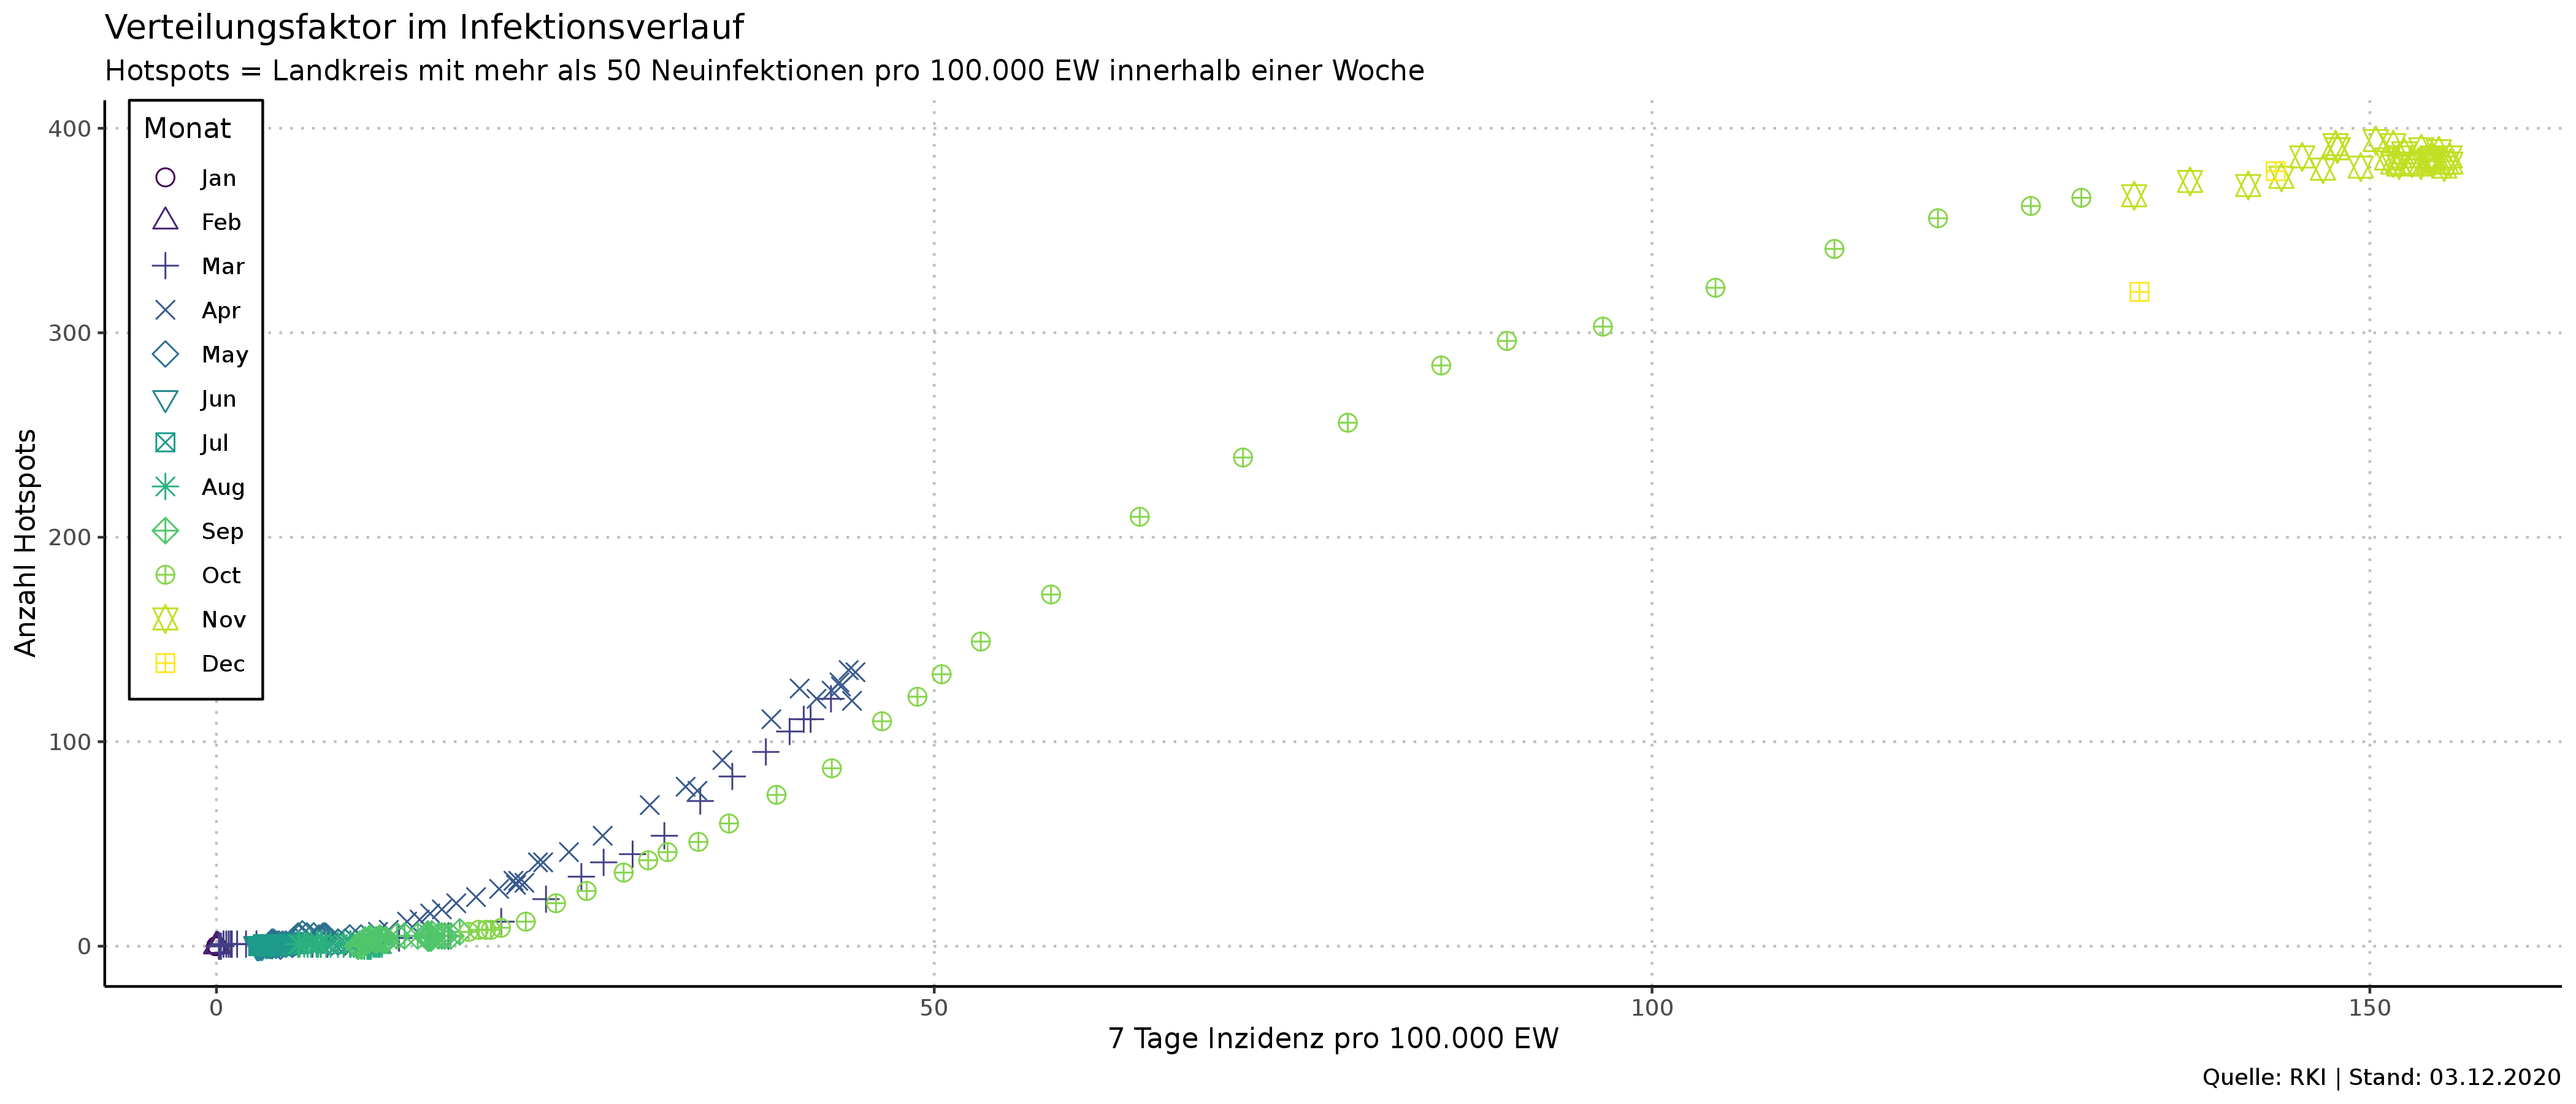 Verteilungsfaktor im Infektionsverlauf
Hotspots = Landkreis mit mehr als 50 Neuinfektionen pro 100.000 EW innerhalb einer Woche
Monat
Jan
Feb
Mar
Apr
May
Jun
Jul
Aug
Sep
Oct
Nov
Dec
Anzahl Hotspots
400
300
200
100
0
0
50
100
150
7 Tage Inzidenz pro 100.000 EW
Quelle: RKI | Stand: 03.12.2020